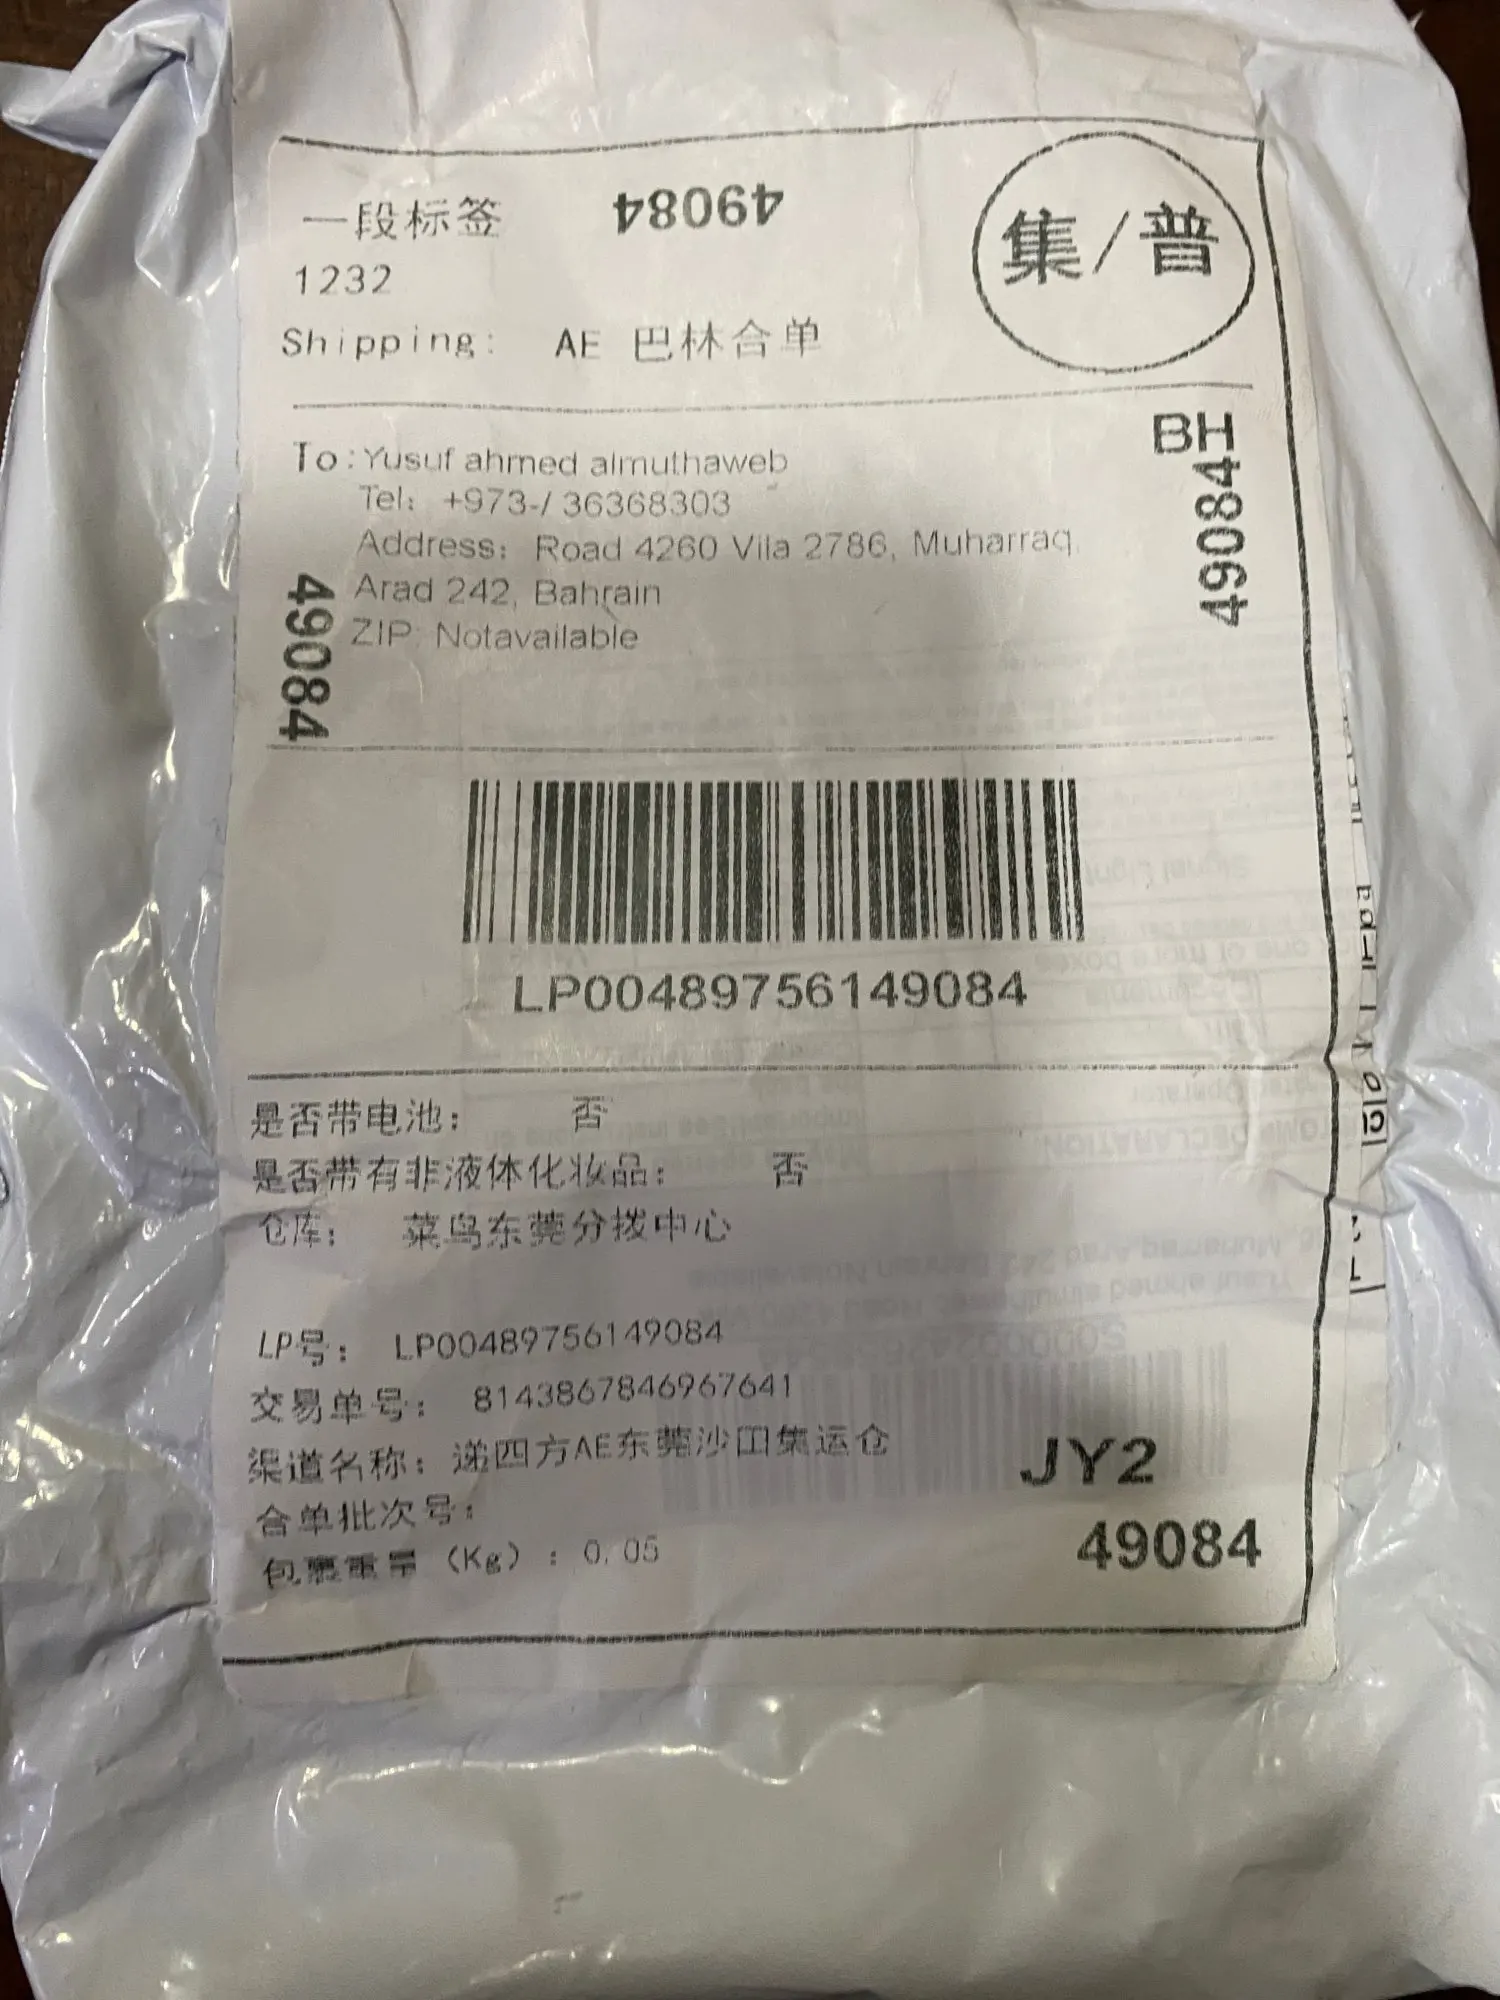 一段标签
49084
集/普
1232
Shipping: AE 巴林合单
BH
49084
To:Yusuf ahmed almuthaweb
Tel: +973-/ 36368303
Address: Road 4260 Vila 2786, Muharraq,
Arad 242, Bahrain
ZIP: Notavailable
49084
LP00489756149084
是否带电池: 否
是否带有非液体化妆品: 否
仓库: 菜鸟东莞分拨中心
LP号: LP00489756149084
交易单号: 8143867846967641
渠道名称: 递四方AE东莞沙田集运仓
合单批次号:
包裹重量 (Kg) : 0.05
JY2
49084